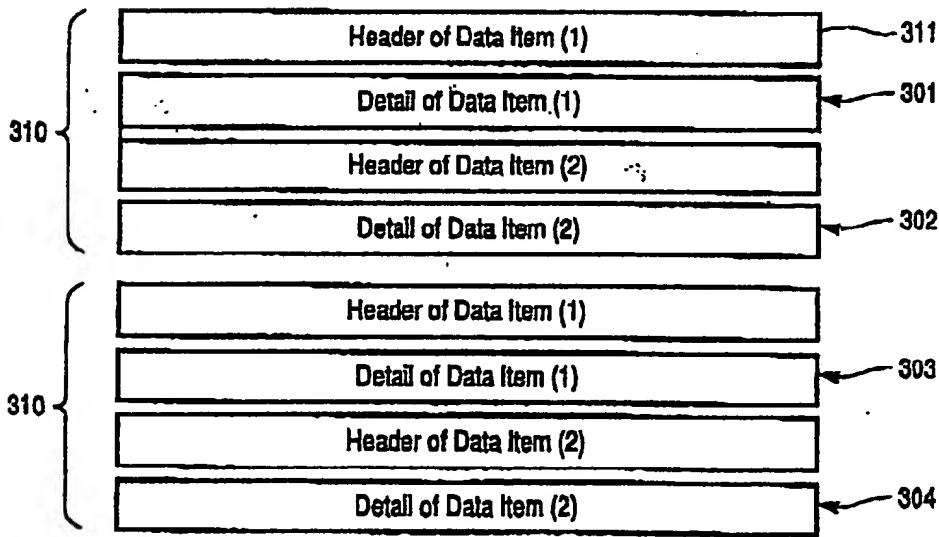 Header of Data Item (1) 311
Detail of Data Item (1) 301
310
Header of Data Item (2)
Detail of Data Item (2) 302
Header of Data Item (1)
Detail of Data Item (1) 303
310
Header of Data Item (2)
Detail of Data Item (2) 304